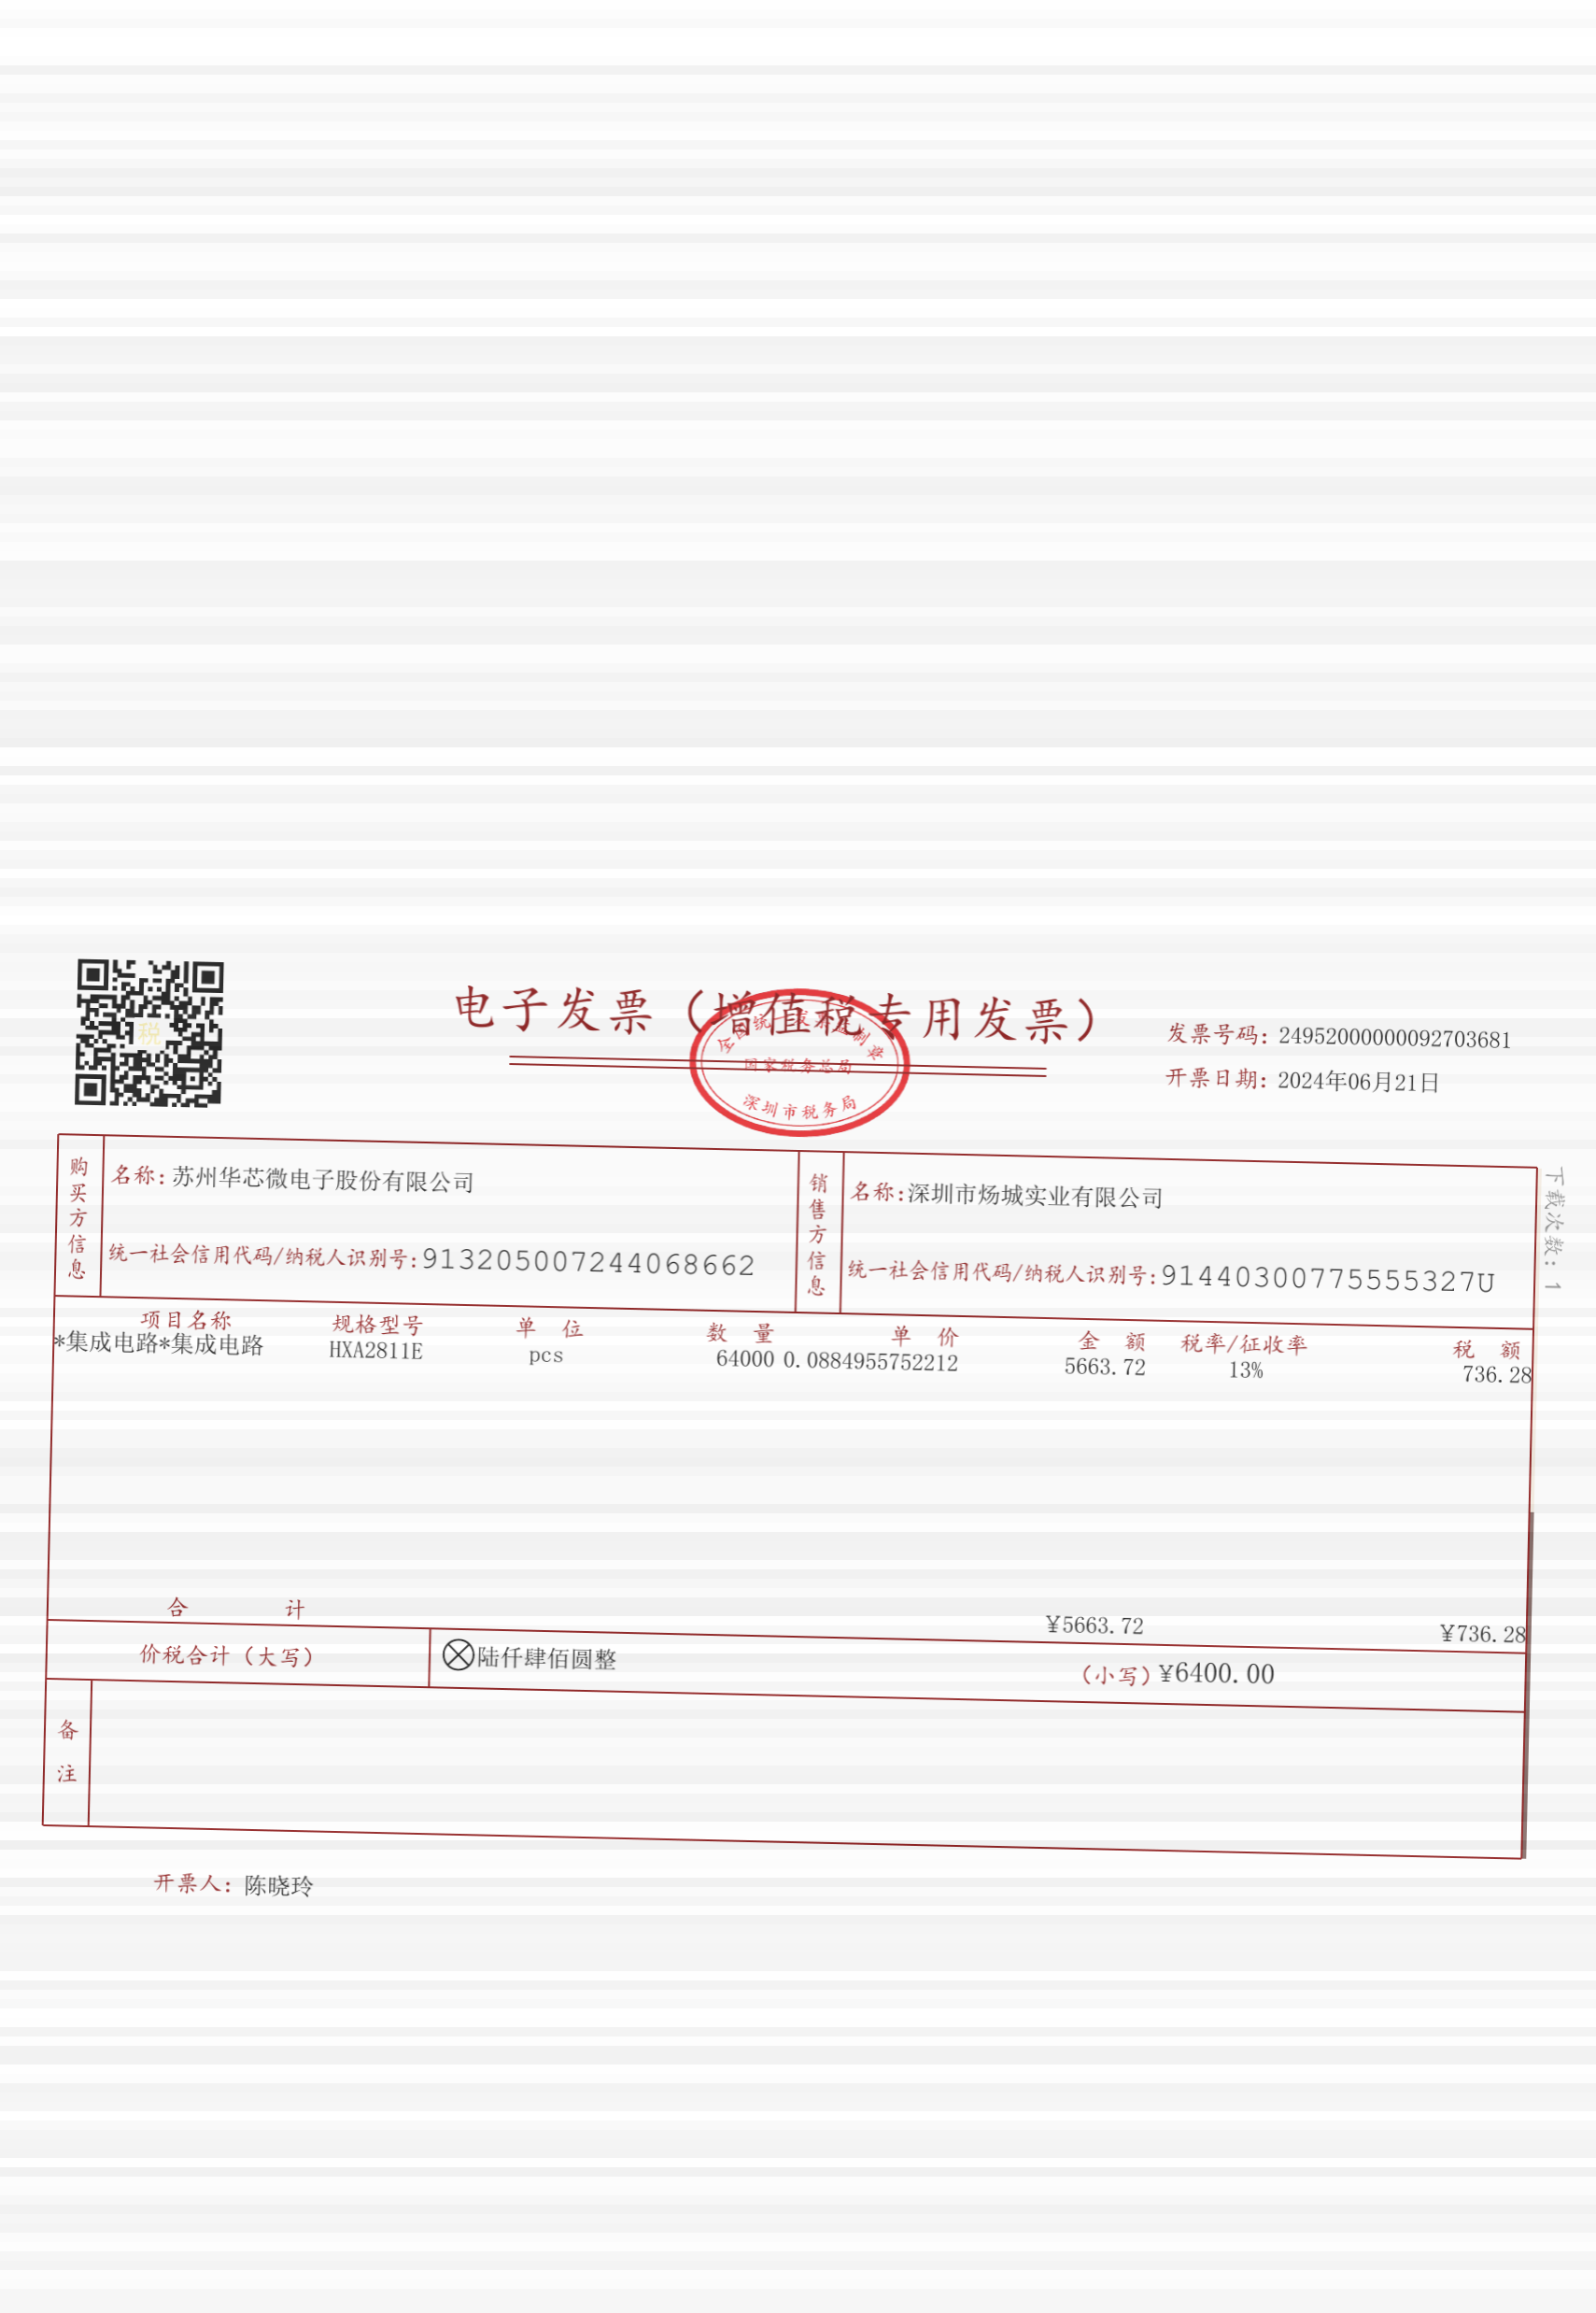 电子发票（增值税专用发票）
全国统一发票监制章
国家税务总局
深圳市税务局
税
发票号码：24952000000092703681
开票日期：2024年06月21日
购买方信息
名称：苏州华芯微电子股份有限公司
统一社会信用代码/纳税人识别号：913205007244068662
销售方信息
名称：深圳市炀城实业有限公司
统一社会信用代码/纳税人识别号：91440300775555327U
下载次数：1
项目名称 规格型号 单 位 数 量 单 价 金 额 税率/征收率 税 额
*集成电路*集成电路 HXA2811E pcs 64000 0.0884955752212 5663.72 13% 736.28
合 计 ¥5663.72 ¥736.28
价税合计（大写） ⊗陆仟肆佰圆整 （小写）¥6400.00
备注
开票人：陈晓玲